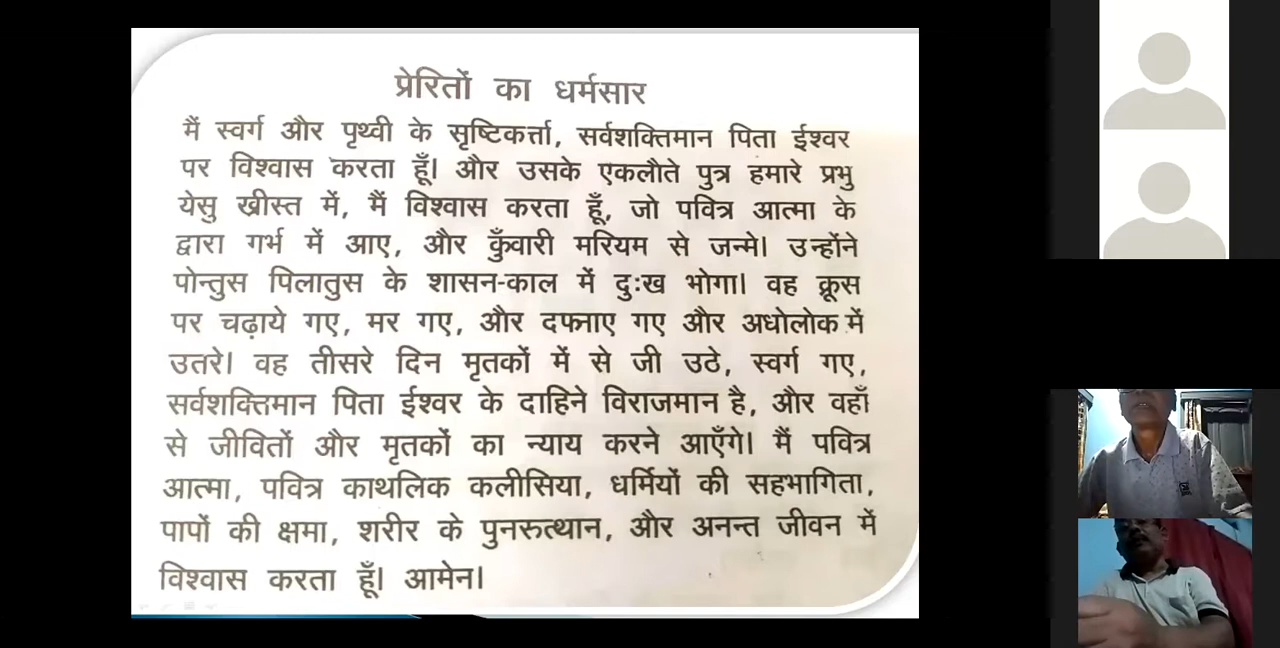 प्रेरितों का धर्मसार
मैं स्वर्ग और पृथ्वी के सृष्टिकर्त्ता, सर्वशक्तिमान पिता ईश्वर
पर विश्वास करता हूँ। और उसके एकलौते पुत्र हमारे प्रभु
येसु ख्रीस्त में, मैं विश्वास करता हूँ, जो पवित्र आत्मा के
द्वारा गर्भ में आए, और कुँवारी मरियम से जन्मे। उन्होंने
पोन्तुस पिलातुस के शासन-काल में दुःख भोगा। वह क्रूस
पर चढ़ाये गए, मर गए, और दफ्नाए गए और अधोलोक में
उतरे। वह तीसरे दिन मृतकों में से जी उठे, स्वर्ग गए,
सर्वशक्तिमान पिता ईश्वर के दाहिने विराजमान है, और वहाँ
से जीवितों और मृतकों का न्याय करने आएँगे। मैं पवित्र
आत्मा, पवित्र काथलिक कलीसिया, धर्मियों की सहभागिता,
पापों की क्षमा, शरीर के पुनरुत्थान, और अनन्त जीवन में
विश्वास करता हूँ। आमेन।